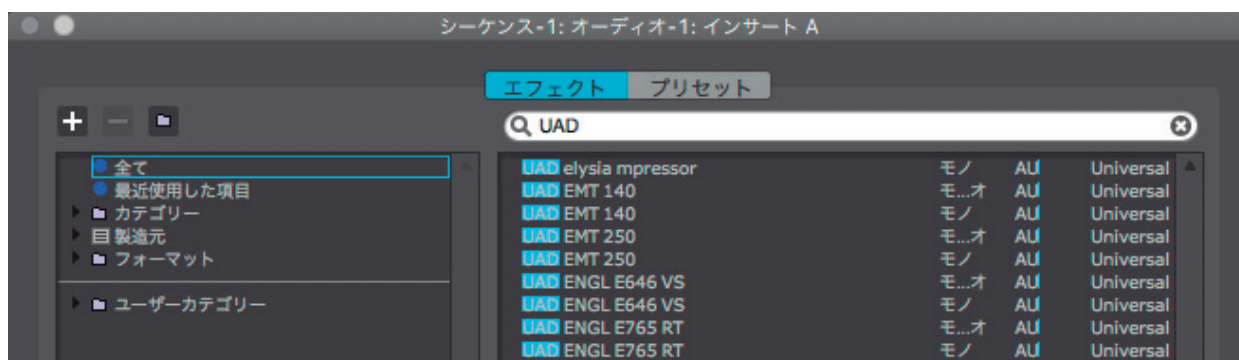 シーケンス-1: オーディオ-1: インサート A
エフェクト プリセット
UAD
全て
最近使用した項目
カテゴリー
製造元
フォーマット
ユーザーカテゴリー
UAD elysia mpressor モノ AU Universal
UAD EMT 140 モ...オ AU Universal
UAD EMT 140 モノ AU Universal
UAD EMT 250 モ...オ AU Universal
UAD EMT 250 モノ AU Universal
UAD ENGL E646 VS モ...オ AU Universal
UAD ENGL E646 VS モノ AU Universal
UAD ENGL E765 RT モ...オ AU Universal
UAD ENGL E765 RT モノ AU Universal